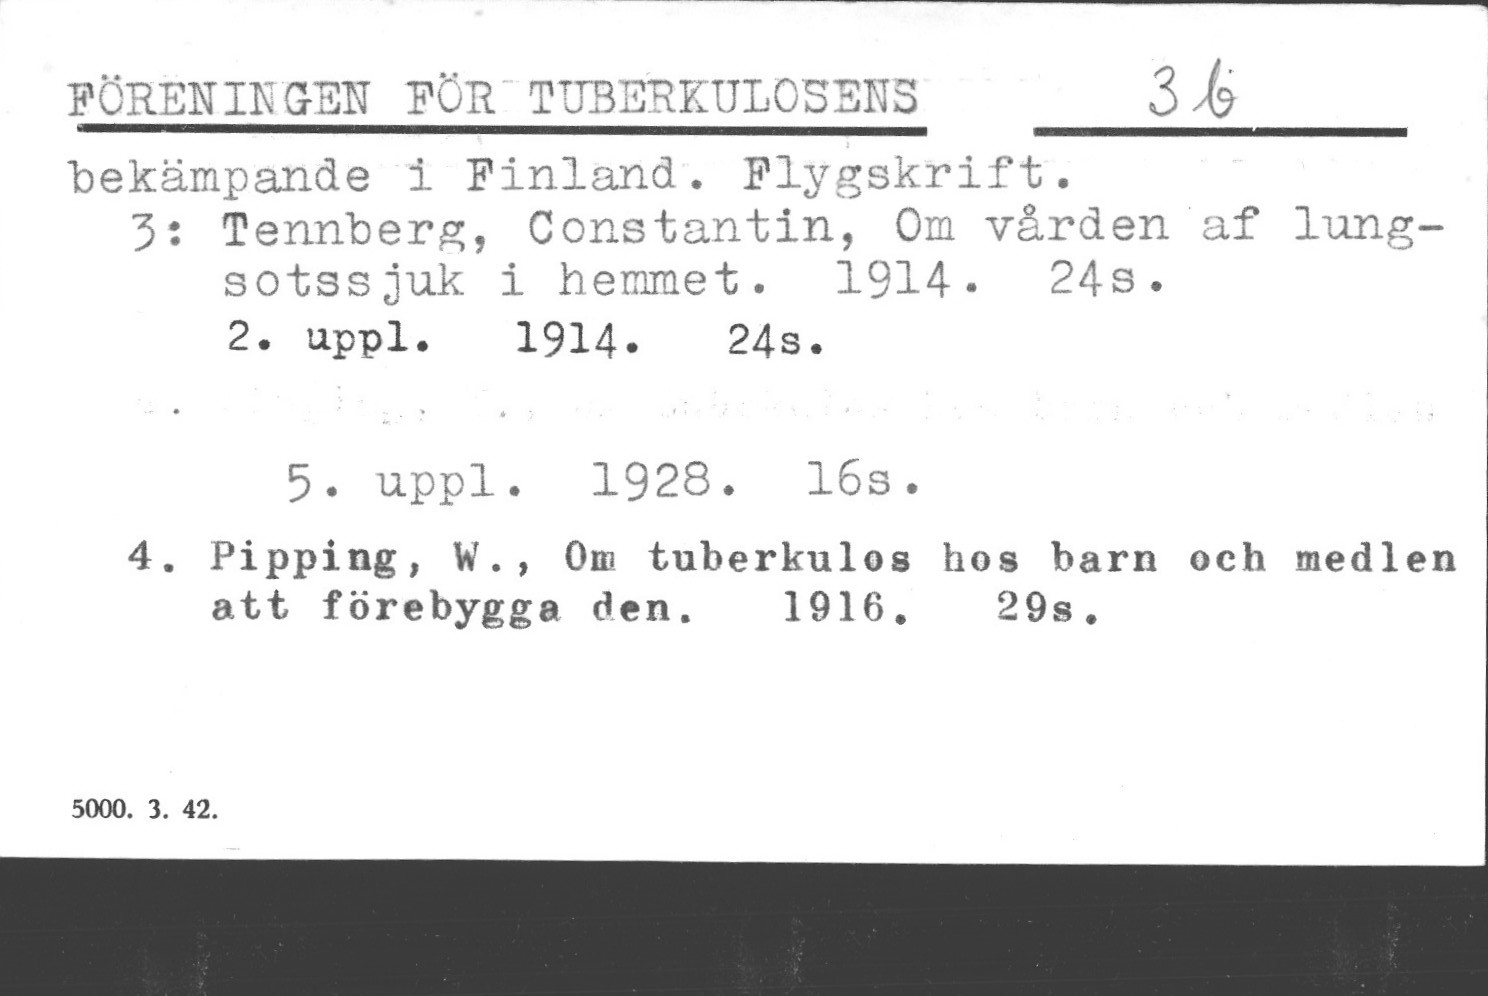 FÖRENINGEN FÖR TUBERKULOSENS 3 b
bekämpande i Finland. Flygskrift.
3: Tennberg, Constantin, Om vården af lung-
sotssjuk i hemmet. 1914. 24s.
2. uppl. 1914. 24s.
5. uppl. 1928. 16s.
4. Pipping, W., Om tuberkulos hos barn och medlen
att förebygga den. 1916. 29s.
5000. 3. 42.